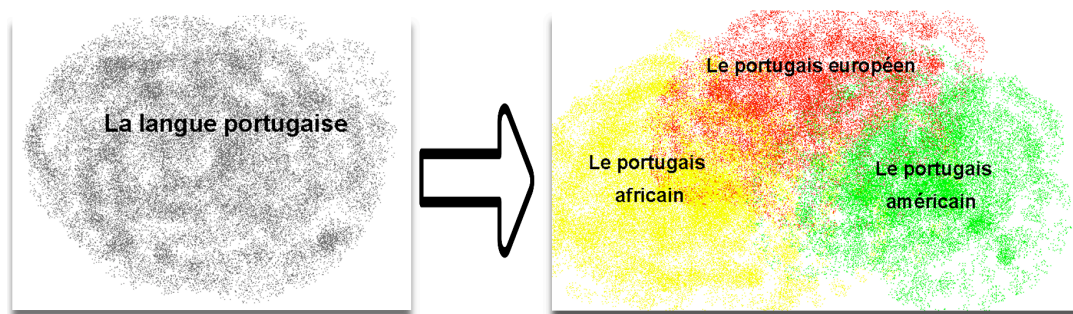 La langue portugaise
Le portugais européen
Le portugais
africain
Le portugais
américain